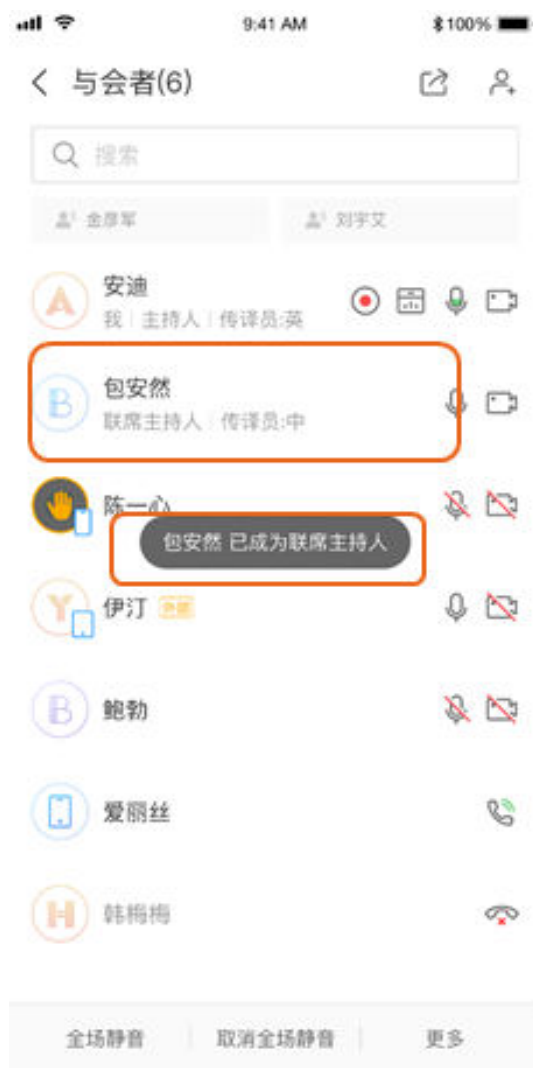 9:41 AM
100%
与会者(6)
搜索
金彦军
刘宇文
A
安迪
我 | 主持人 | 传译员:英
B
包安然
联席主持人 | 传译员:中
陈一心
包安然 已成为联席主持人
Y
伊汀
B
鲍勃
爱丽丝
H
韩梅梅
全场静音
取消全场静音
更多